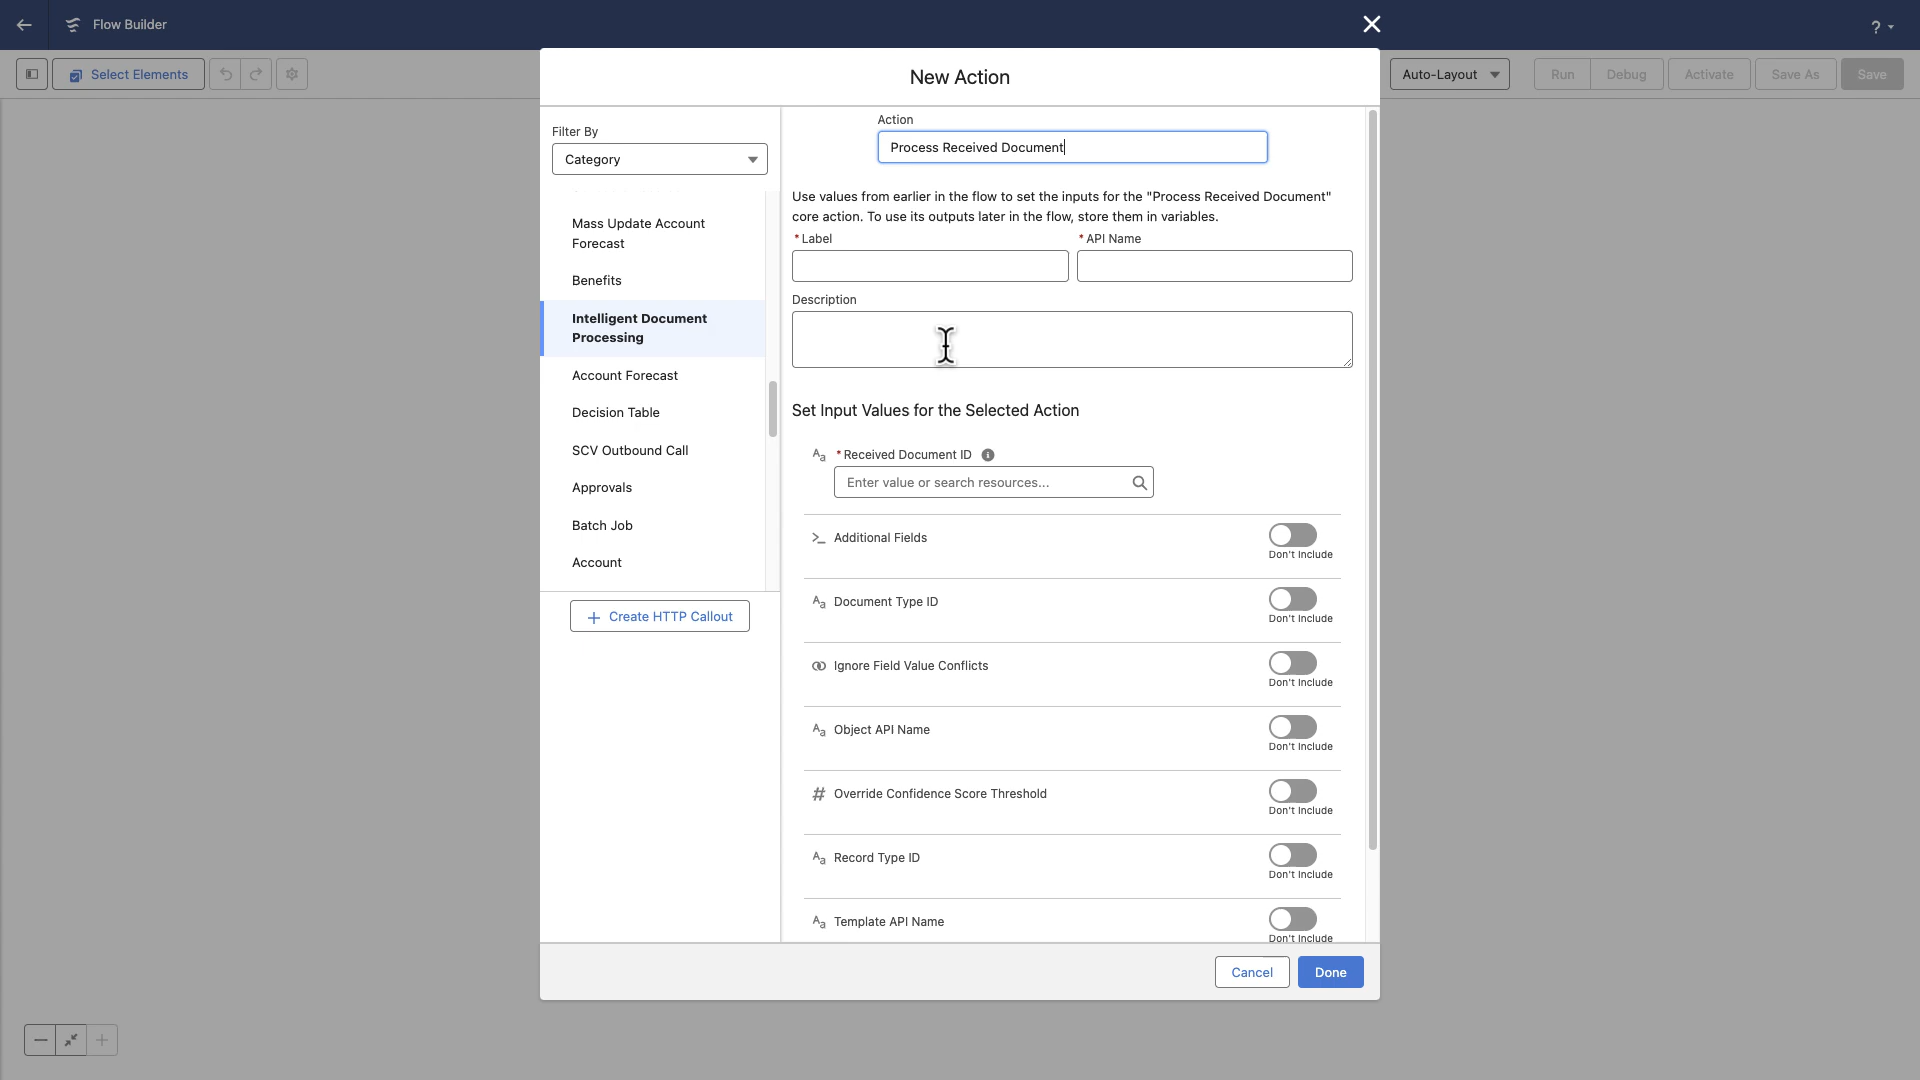 Flow Builder
?
Select Elements
Auto-Layout
Run
Debug
Activate
Save As
Save
New Action
Filter By
Category
Mass Update Account
Forecast
Benefits
Intelligent Document
Processing
Account Forecast
Decision Table
SCV Outbound Call
Approvals
Batch Job
Account
+ Create HTTP Callout
Action
Process Received Document
Use values from earlier in the flow to set the inputs for the "Process Received Document"
core action. To use its outputs later in the flow, store them in variables.
* Label
* API Name
Description
Set Input Values for the Selected Action
Aa * Received Document ID i
Enter value or search resources...
Additional Fields
Don't Include
Aa Document Type ID
Don't Include
Ignore Field Value Conflicts
Don't Include
Aa Object API Name
Don't Include
# Override Confidence Score Threshold
Don't Include
Aa Record Type ID
Don't Include
Aa Template API Name
Don't Include
Cancel
Done